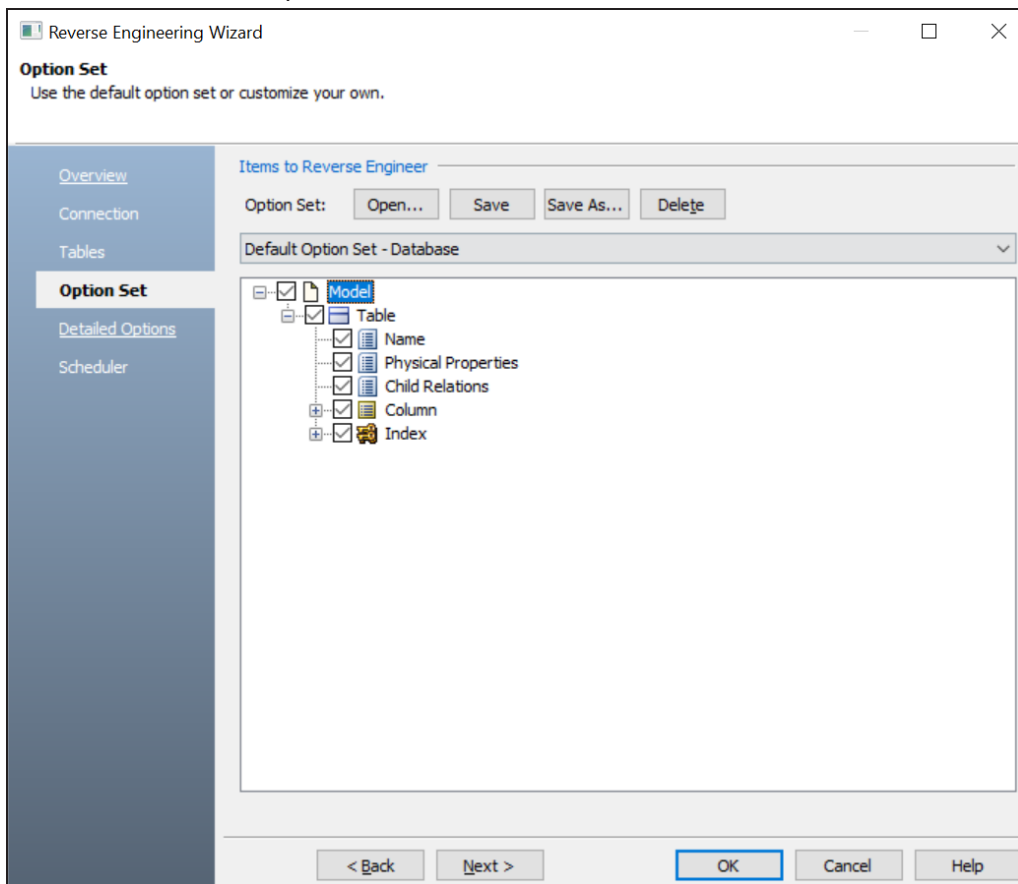 Reverse Engineering Wizard
Option Set
Use the default option set or customize your own.
Overview
Connection
Tables
Option Set
Detailed Options
Scheduler
Items to Reverse Engineer
Option Set: Open... Save Save As... Delete
Default Option Set - Database
Model
Table
Name
Physical Properties
Child Relations
Column
Index
< Back Next > OK Cancel Help